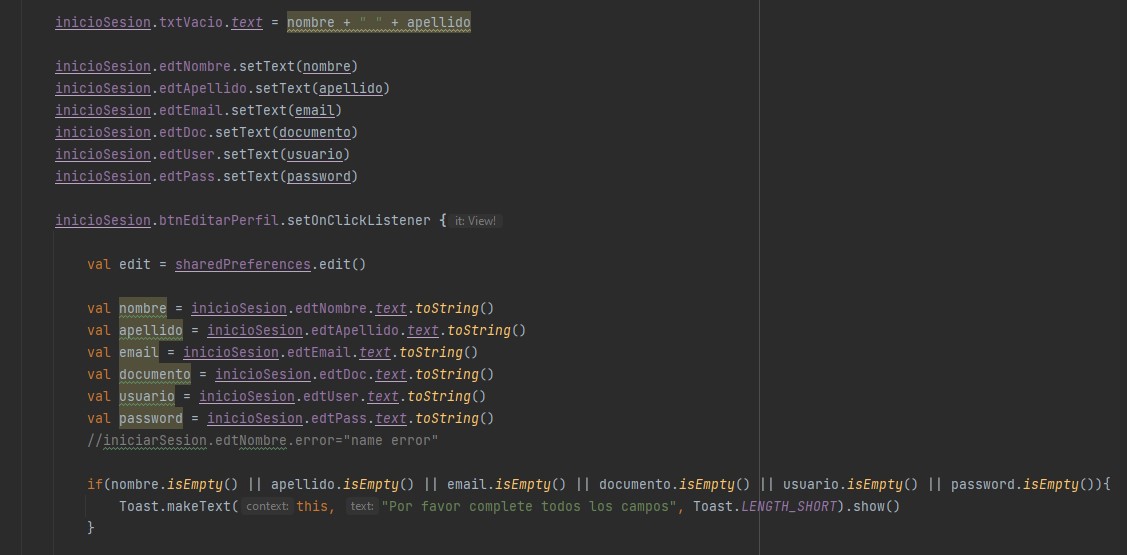 inicioSesion.txtVacio.text = nombre + " " + apellido
inicioSesion.edtNombre.setText(nombre)
inicioSesion.edtApellido.setText(apellido)
inicioSesion.edtEmail.setText(email)
inicioSesion.edtDoc.setText(documento)
inicioSesion.edtUser.setText(usuario)
inicioSesion.edtPass.setText(password)
inicioSesion.btnEditarPerfil.setOnClickListener { it: View!
val edit = sharedPreferences.edit()
val nombre = inicioSesion.edtNombre.text.toString()
val apellido = inicioSesion.edtApellido.text.toString()
val email = inicioSesion.edtEmail.text.toString()
val documento = inicioSesion.edtDoc.text.toString()
val usuario = inicioSesion.edtUser.text.toString()
val password = inicioSesion.edtPass.text.toString()
//iniciarSesion.edtNombre.error="name error"
if(nombre.isEmpty() || apellido.isEmpty() || email.isEmpty() || documento.isEmpty() || usuario.isEmpty() || password.isEmpty()){
Toast.makeText( context: this, text: "Por favor complete todos los campos", Toast.LENGTH_SHORT).show()
}